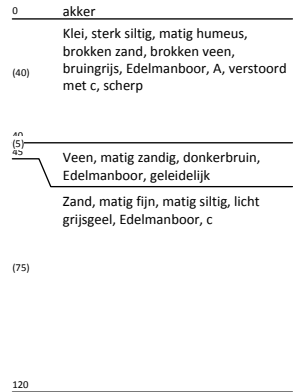 0 akker
Klei, sterk siltig, matig humeus,
brokken zand, brokken veen,
(40) bruingrijs, Edelmanboor, A, verstoord
met c, scherp
40
(5)
45
Veen, matig zandig, donkerbruin,
Edelmanboor, geleidelijk
Zand, matig fijn, matig siltig, licht
grijsgeel, Edelmanboor, c
(75)
120